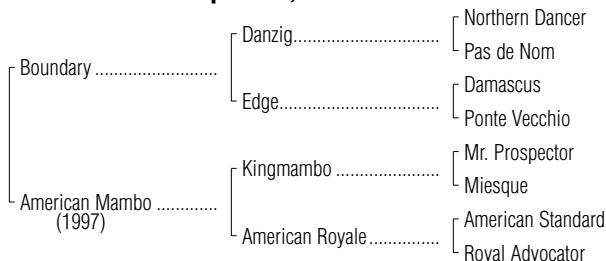 Northern Dancer
Danzig........................................
Pas de Nom
Boundary ............................
Damascus
Edge...........................................
Ponte Vecchio
Mr. Prospector
Kingmambo ..........................
Miesque
American Mambo ..............
(1997)
American Standard
American Royale..................
Royal Advocator